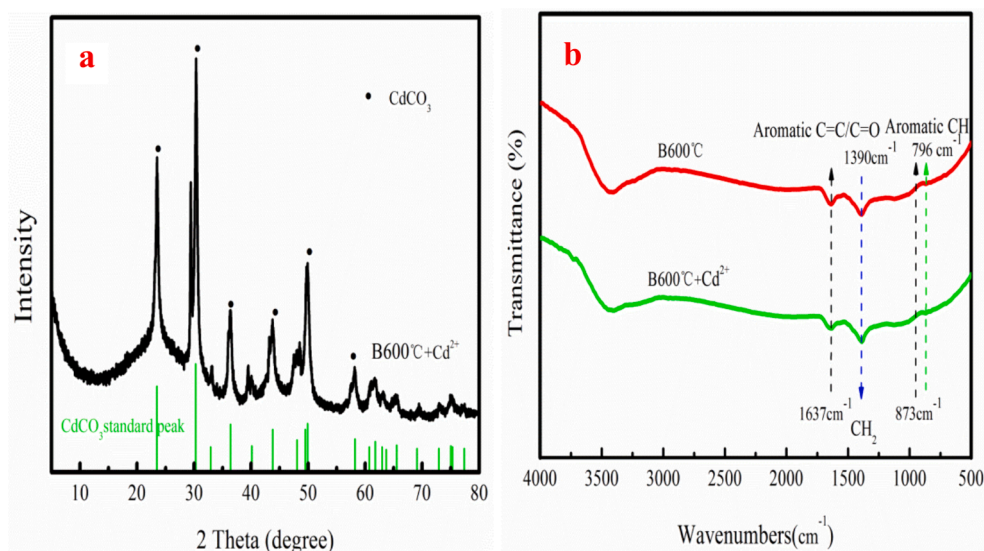 a
• CdCO₃
Intensity
B600℃+Cd²⁺
CdCO₃standard peak
10 20 30 40 50 60 70 80
2 Theta (degree)
b
Aromatic C=C/C=O Aromatic CH
1390cm⁻¹ 796 cm⁻¹
B600℃
Transmittance (%)
B600℃+Cd²⁺
1637cm⁻¹ 873cm⁻¹
CH₂
4000 3500 3000 2500 2000 1500 1000 500
Wavenumbers(cm⁻¹)